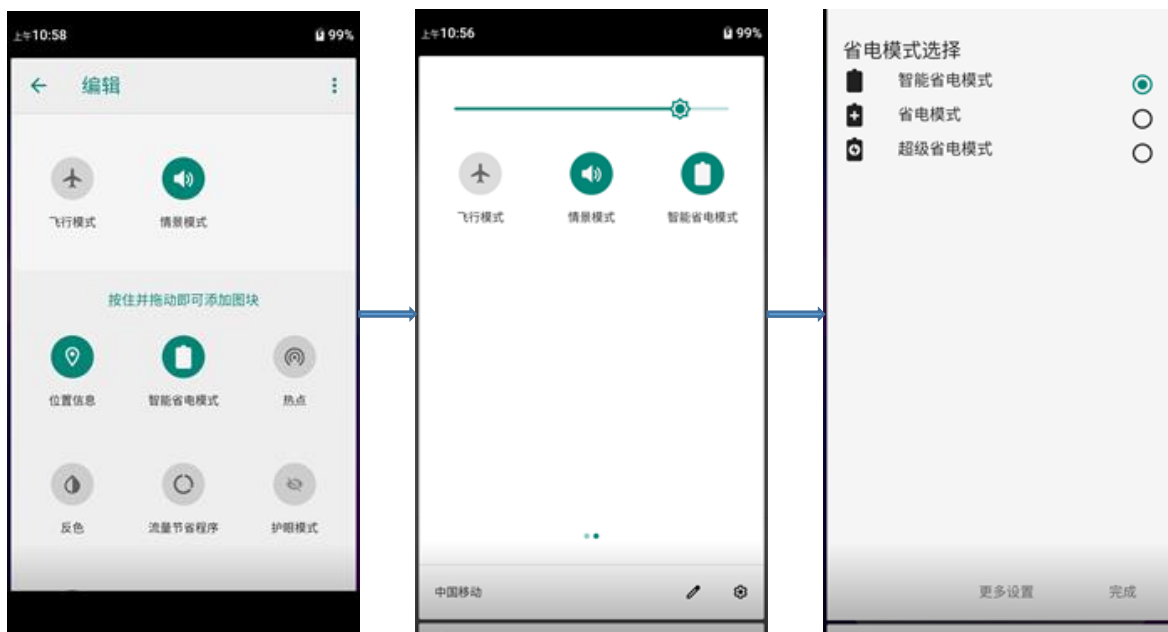 上午10:58 99%
编辑
飞行模式 情景模式
按住并拖动即可添加图块
位置信息 智能省电模式 热点
反色 流量节省程序 护眼模式
上午10:56 99%
飞行模式 情景模式 智能省电模式
中国移动
省电模式选择
智能省电模式
省电模式
超级省电模式
更多设置 完成